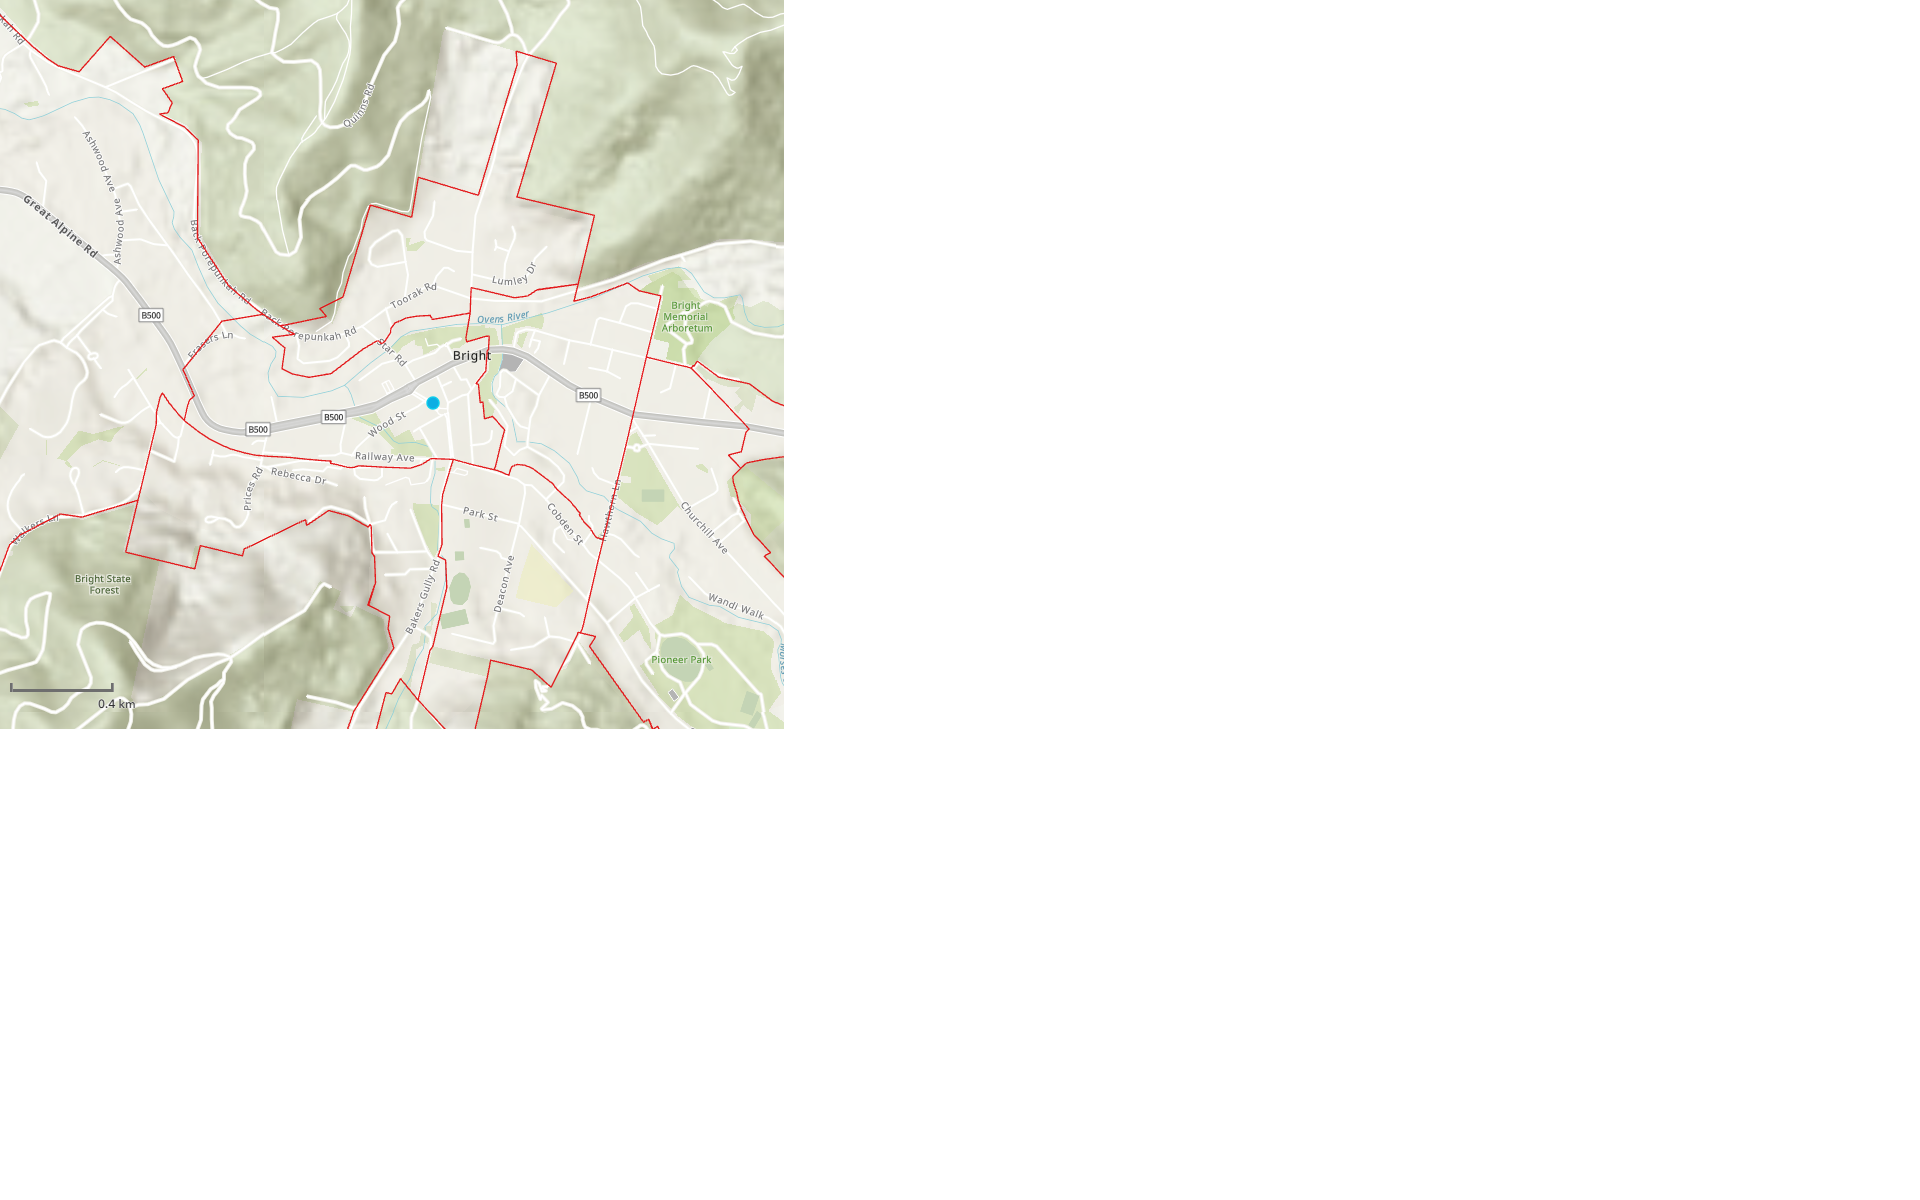 Quinns Rd
Ashwood Ave
Ashwood Ave
Great Alpine Rd
Back Porepunkah Rd
Lumley Dr
Toorak Rd
Bright
Memorial
Arboretum
B500
Ovens River
Back Porepunkah Rd
Frasers Ln
Star Rd
Bright
B500
Wood St
B500
B500
Railway Ave
Rebecca Dr
Prices Rd
Hawthorn Ln
Park St
Cobden St
Churchill Ave
Walkers Ln
Bright State
Forest
Bakers Gully Rd
Deacon Ave
Wandi Walk
Pioneer Park
0.4 km